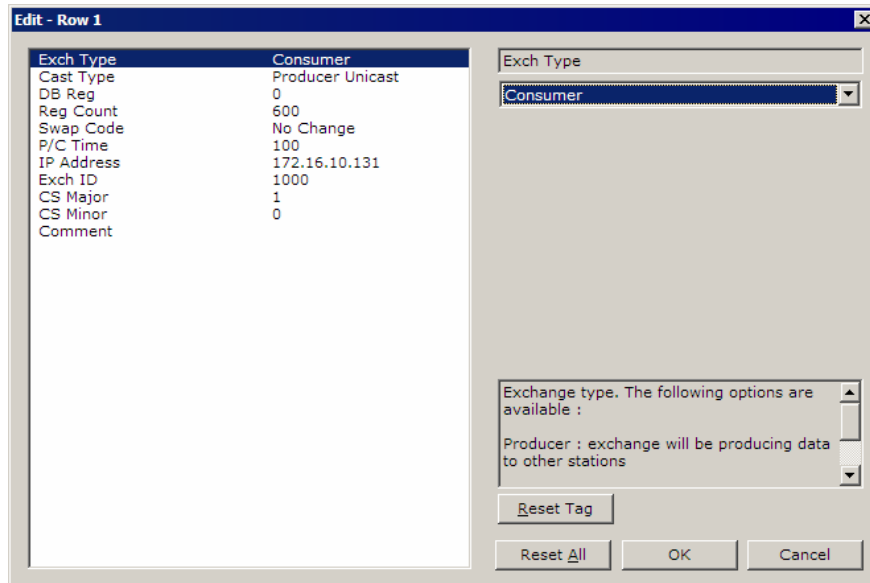 Edit - Row 1
Exch Type Consumer
Cast Type Producer Unicast
DB Reg 0
Reg Count 600
Swap Code No Change
P/C Time 100
IP Address 172.16.10.131
Exch ID 1000
CS Major 1
CS Minor 0
Comment
Exch Type
Consumer
Exchange type. The following options are
available :
Producer : exchange will be producing data
to other stations
Reset Tag
Reset All OK Cancel